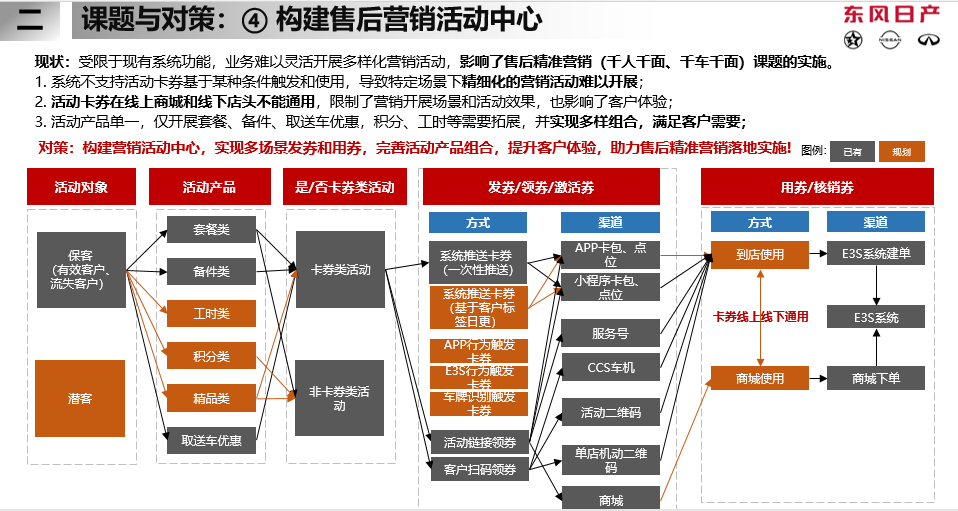 二
课题与对策：④ 构建售后营销活动中心
东风日产
NISSAN
现状：受限于现有系统功能，业务难以灵活开展多样化营销活动，影响了售后精准营销（千人千面、千车千面）课题的实施。
1. 系统不支持活动卡券基于某种条件触发和使用，导致特定场景下精细化的营销活动难以开展；
2. 活动卡券在线上商城和线下店头不能通用，限制了营销开展场景和活动效果，也影响了客户体验；
3. 活动产品单一，仅开展套餐、备件、取送车优惠，积分、工时等需要拓展，并实现多样组合，满足客户需要；
对策：构建营销活动中心，实现多场景发券和用券，完善活动产品组合，提升客户体验，助力售后精准营销落地实施！
图例：
已有
规划
活动对象
活动产品
是/否卡券类活动
发券/领券/激活券
用券/核销券
保客
（有效客户、
流失客户）
潜客
套餐类
备件类
工时类
积分类
精品类
取送车优惠
卡券类活动
非卡券类活
动
方式
渠道
系统推送卡券
（一次性推送）
系统推送卡券
（基于客户标
签日更）
APP行为触发
卡券
E3S行为触发
卡券
车牌识别触发
卡券
活动链接领券
客户扫码领券
APP卡包、点
位
小程序卡包、
点位
服务号
CCS车机
活动二维码
单店机动二维
码
商城
方式
渠道
到店使用
卡券线上线下通用
商城使用
E3S系统建单
E3S系统
商城下单